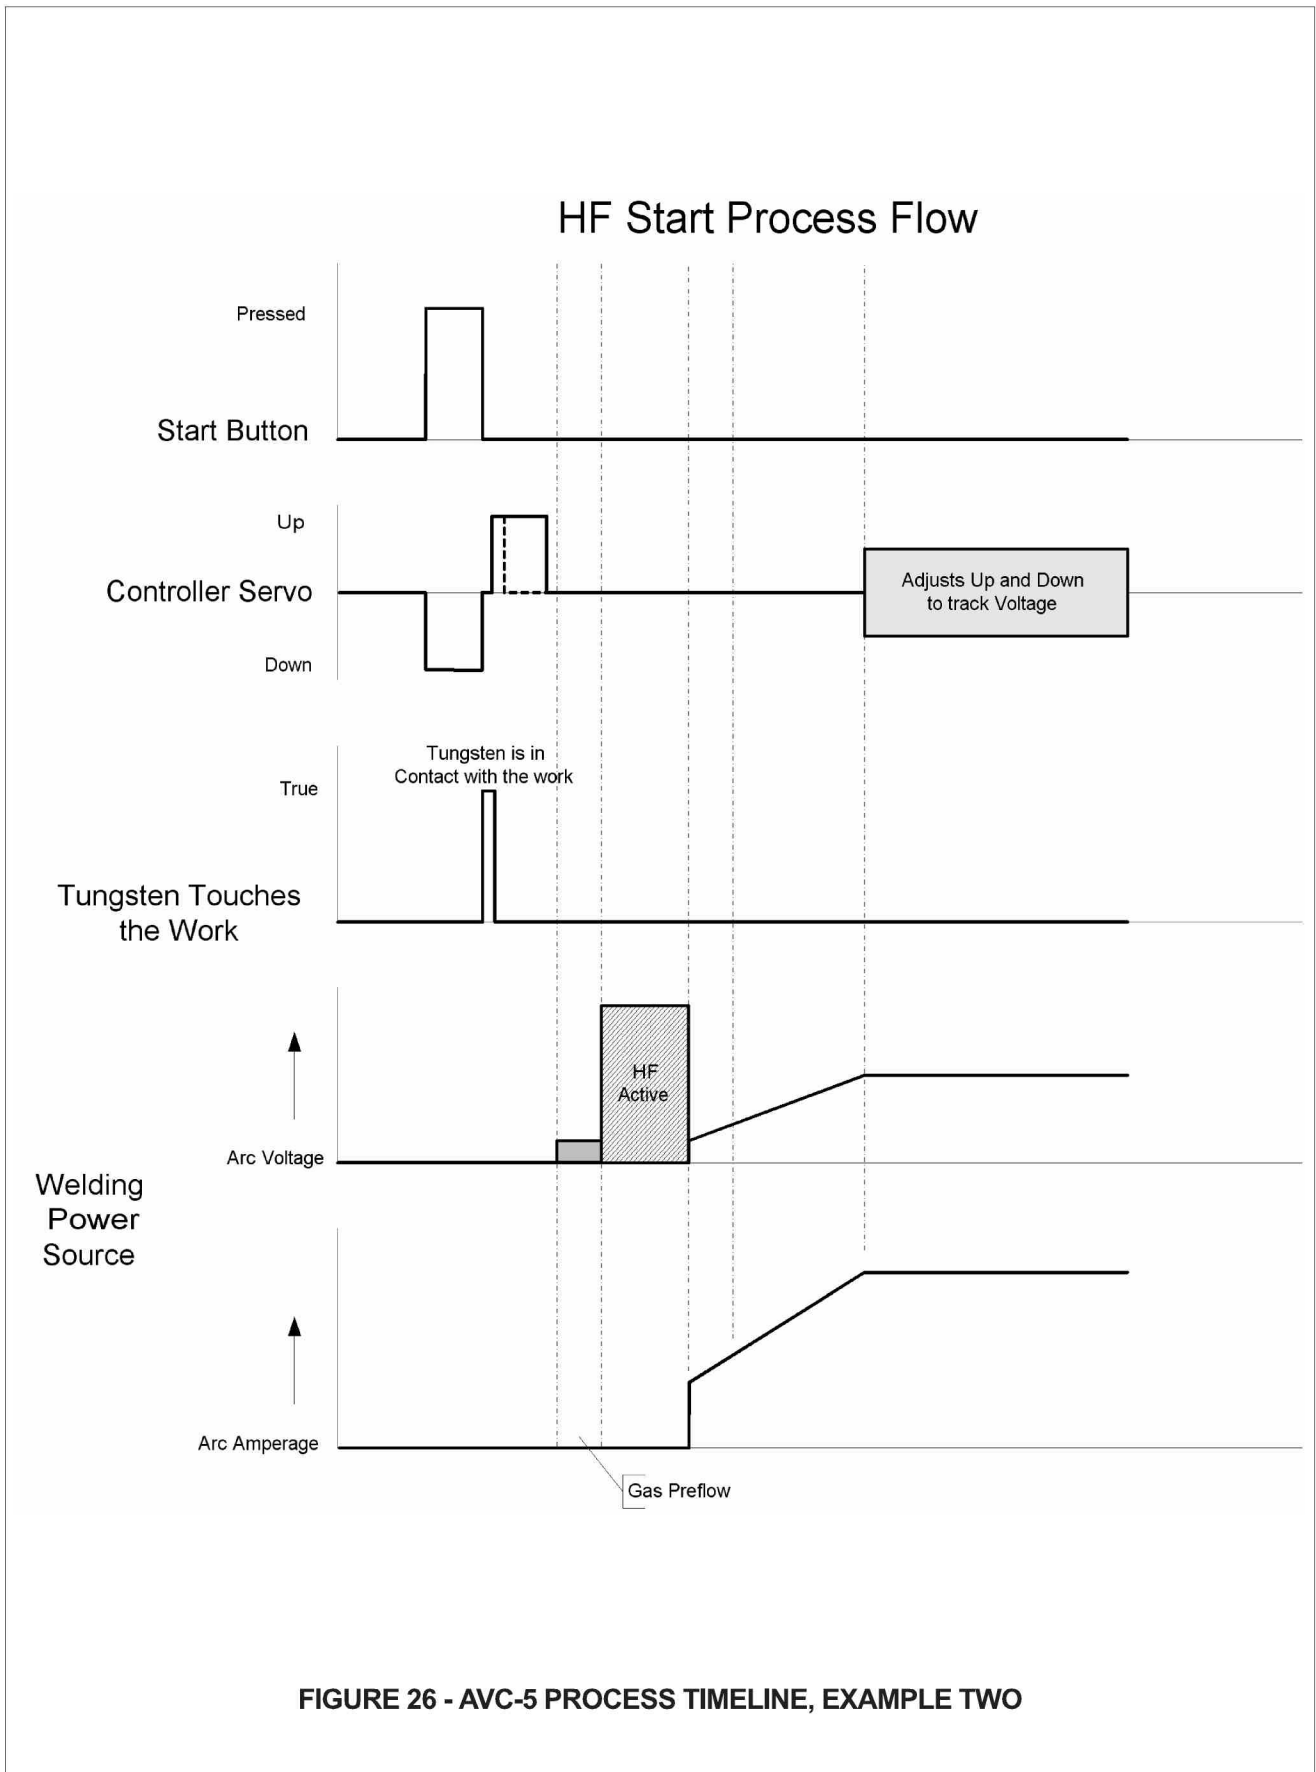 HF Start Process Flow
Pressed
Start Button
Up
Controller Servo
Down
Adjusts Up and Down
to track Voltage
Tungsten is in
Contact with the work
True
Tungsten Touches
the Work
HF
Active
Arc Voltage
Welding
Power
Source
Arc Amperage
Gas Preflow
FIGURE 26 - AVC-5 PROCESS TIMELINE, EXAMPLE TWO